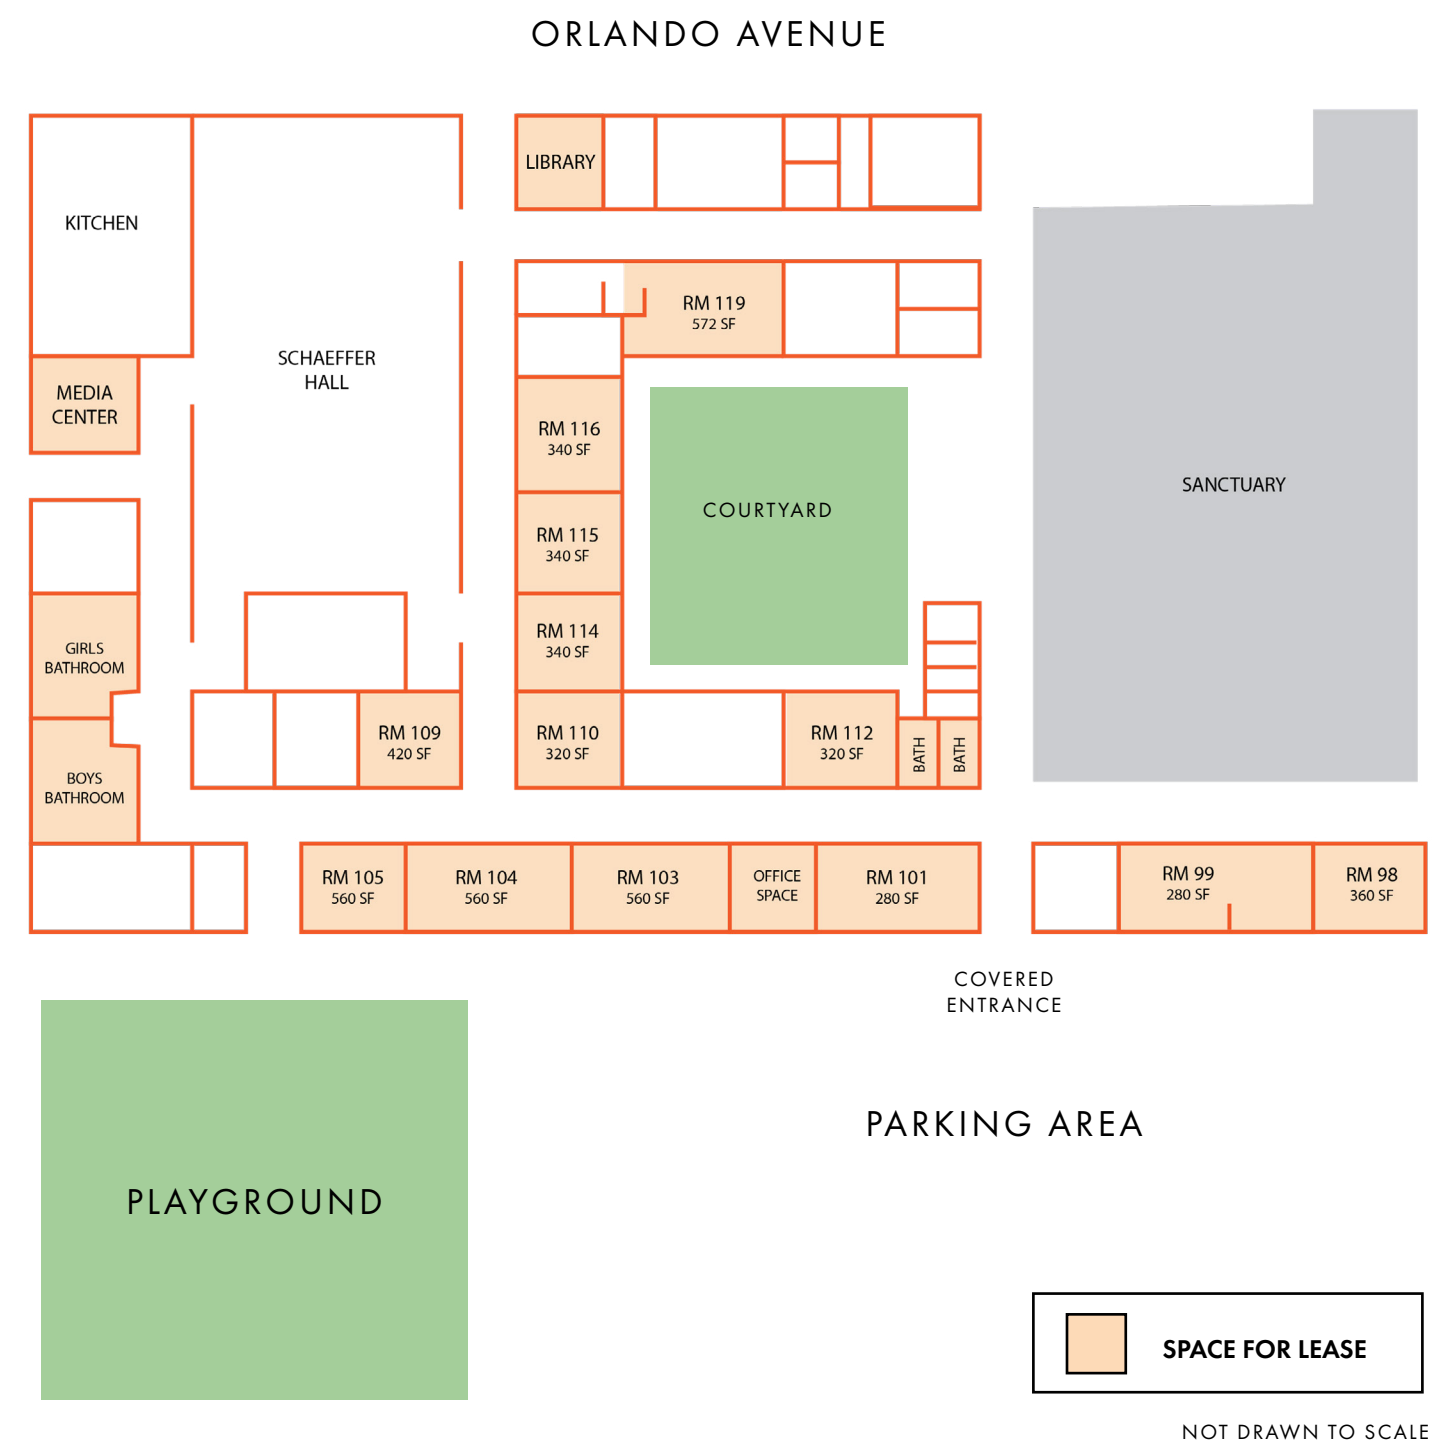 ORLANDO AVENUE
LIBRARY
KITCHEN
RM 119
572 SF
SCHAEFFER
HALL
MEDIA
CENTER
RM 116
340 SF
SANCTUARY
COURTYARD
RM 115
340 SF
RM 114
340 SF
GIRLS
BATHROOM
RM 109
420 SF
RM 110
320 SF
RM 112
320 SF
BATH
BATH
BOYS
BATHROOM
RM 105
560 SF
RM 104
560 SF
RM 103
560 SF
OFFICE
SPACE
RM 101
280 SF
RM 99
280 SF
RM 98
360 SF
COVERED
ENTRANCE
PARKING AREA
PLAYGROUND
SPACE FOR LEASE
NOT DRAWN TO SCALE